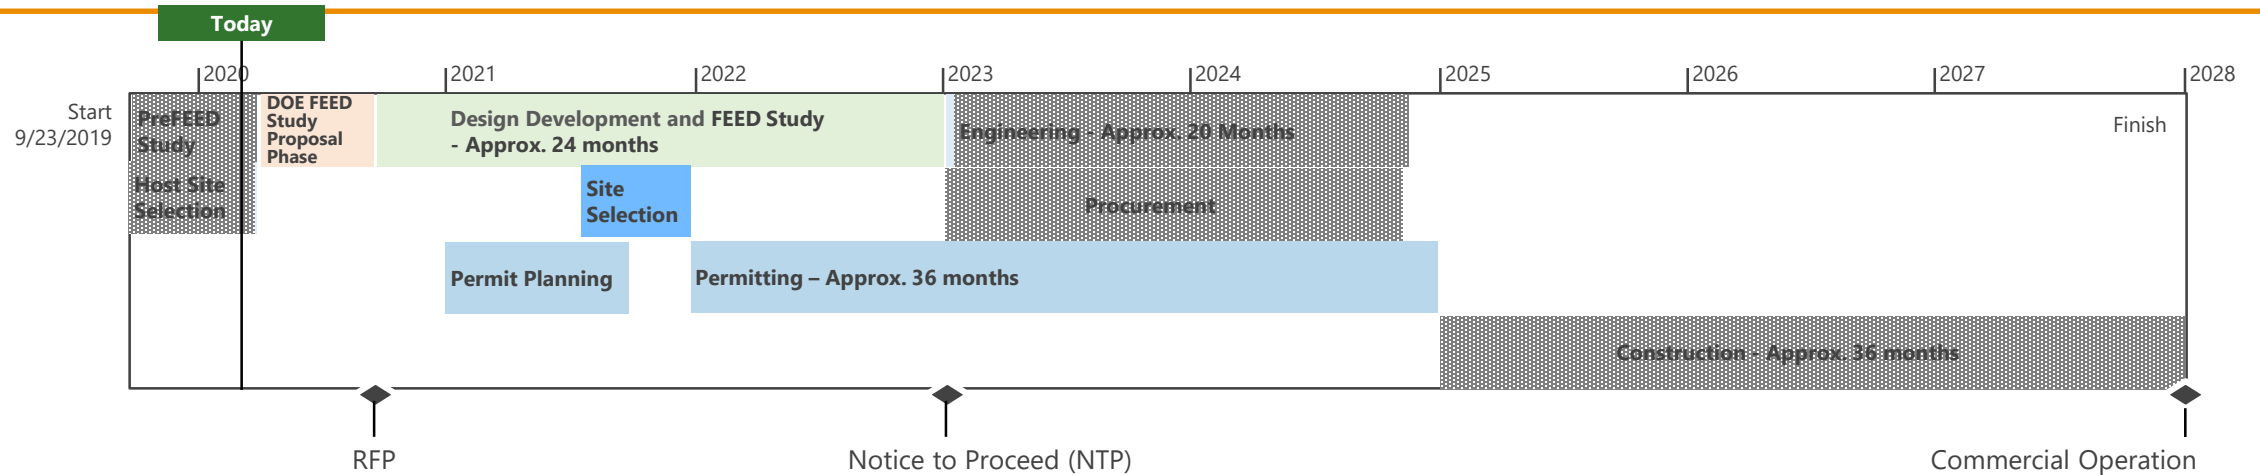 Today
2020
2021
2022
2023
2024
2025
2026
2027
2028
Start
9/23/2019
PreFEED
Study
DOE FEED
Study
Proposal
Phase
Design Development and FEED Study
- Approx. 24 months
Engineering - Approx. 20 Months
Finish
Host Site
Selection
Site
Selection
Procurement
Permit Planning
Permitting – Approx. 36 months
Construction - Approx. 36 months
RFP
Notice to Proceed (NTP)
Commercial Operation